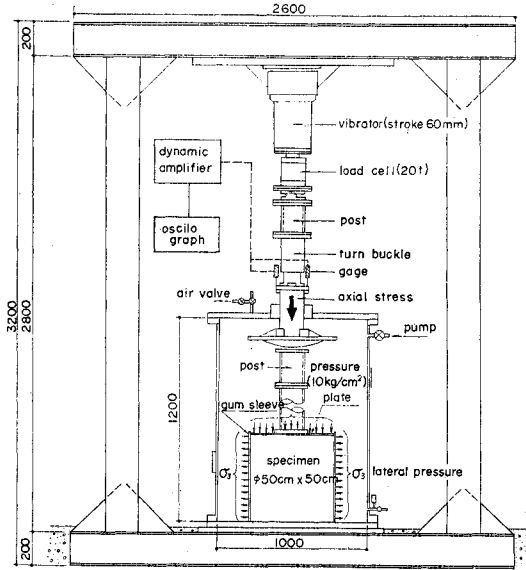 2600
200
vibrator(stroke 60mm)
dynamic
amplifier
load cell(20t)
post
oscilo
graph
turn buckle
gage
air valve
axial stress
pump
3200
2800
post
pressure
(10kg/cm²)
plate
gum sleeve
1200
specimen
φ50cm x 50cm
σ3
σ3
lateral pressure
1000
200